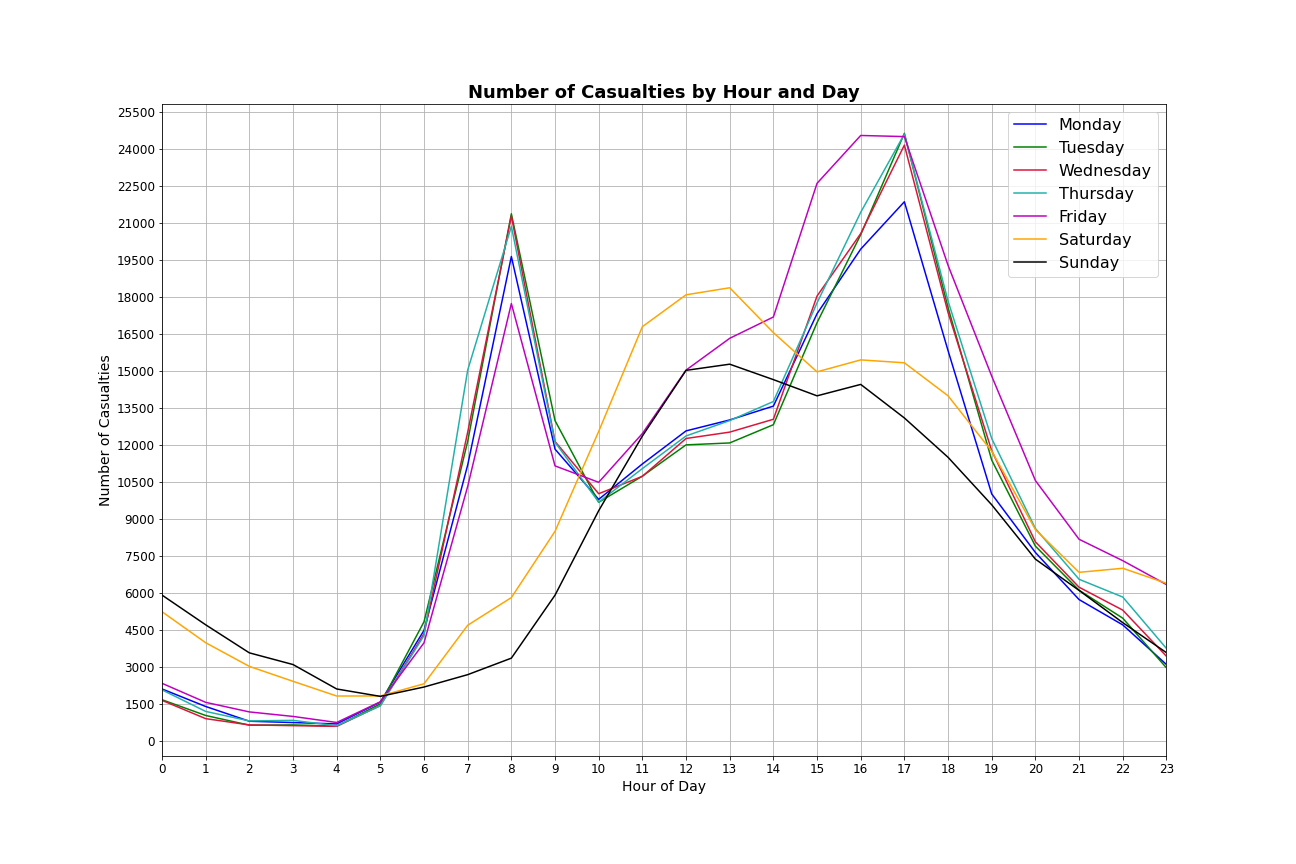 Number of Casualties by Hour and Day
Number of Casualties
25500
24000
22500
21000
19500
18000
16500
15000
13500
12000
10500
9000
7500
6000
4500
3000
1500
0
Monday
Tuesday
Wednesday
Thursday
Friday
Saturday
Sunday
0 1 2 3 4 5 6 7 8 9 10 11 12 13 14 15 16 17 18 19 20 21 22 23
Hour of Day